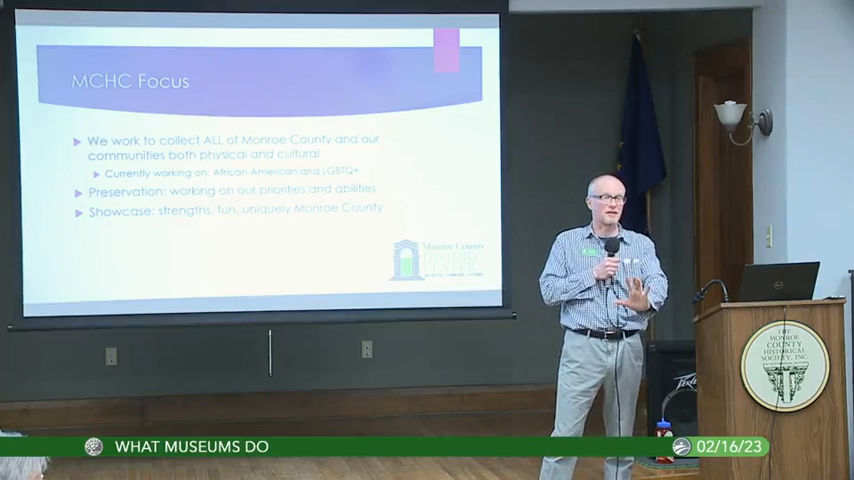 MCHC Focus
We work to collect ALL of Monroe County and our
communities both physical and cultural
Currently working on: African American and LGBTQ+
Preservation: working on our priorities and abilities
Showcase: strengths, fun, uniquely Monroe County
Monroe County
HISTORY
CENTER
THE
MONROE
COUNTY
HISTORICAL
SOCIETY, INC.
WHAT MUSEUMS DO
02/16/23